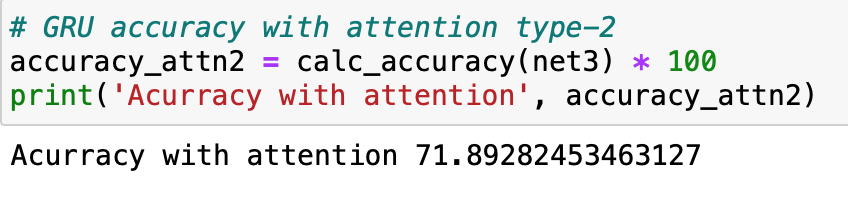 # GRU accuracy with attention type-2
accuracy_attn2 = calc_accuracy(net3) * 100
print('Acurracy with attention', accuracy_attn2)
Acurracy with attention 71.89282453463127